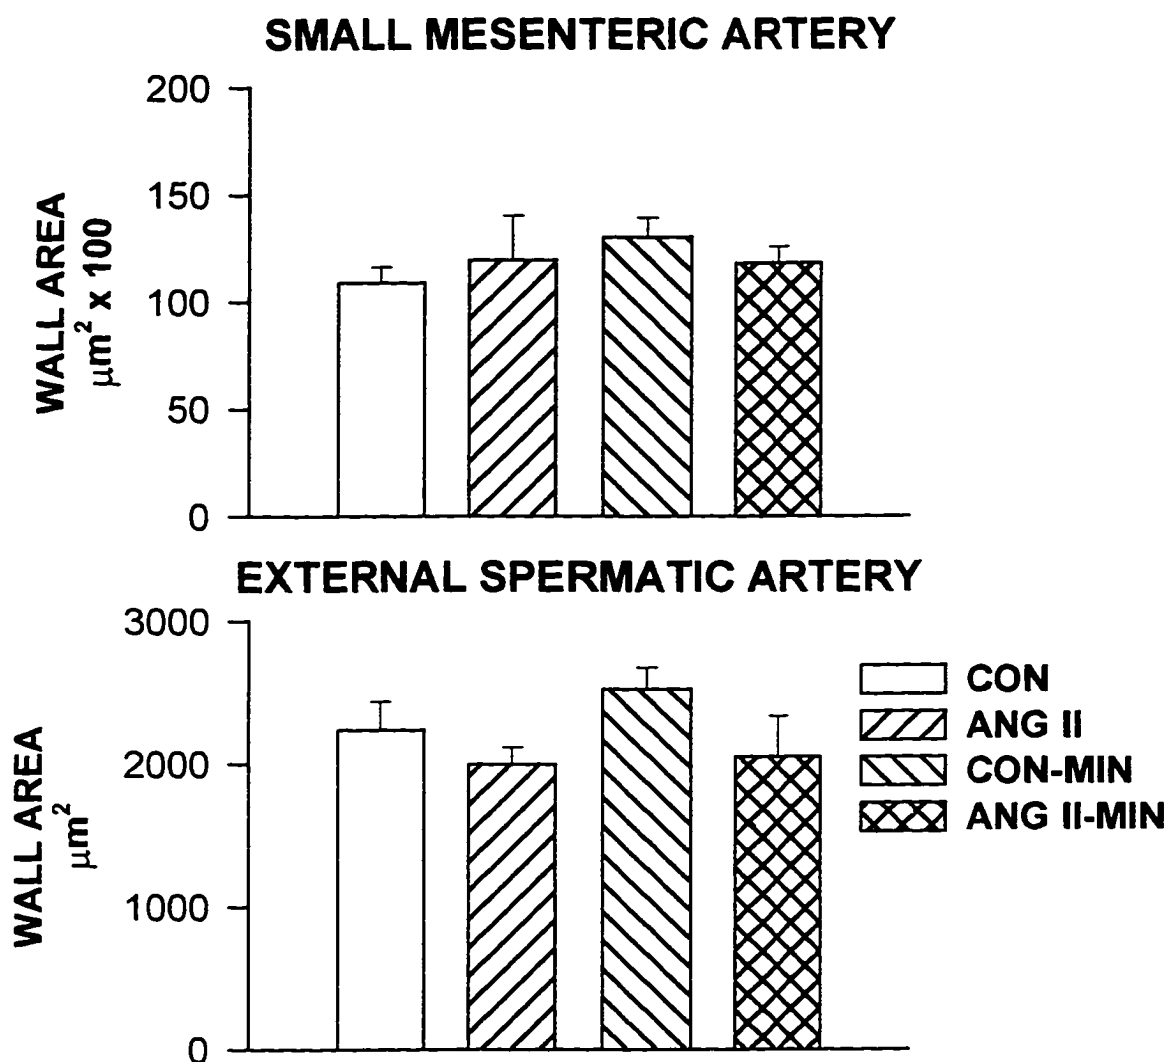 SMALL MESENTERIC ARTERY
WALL AREA
μm² x 100
200
150
100
50
0
EXTERNAL SPERMATIC ARTERY
WALL AREA
μm²
3000
2000
1000
0
CON
ANG II
CON-MIN
ANG II-MIN